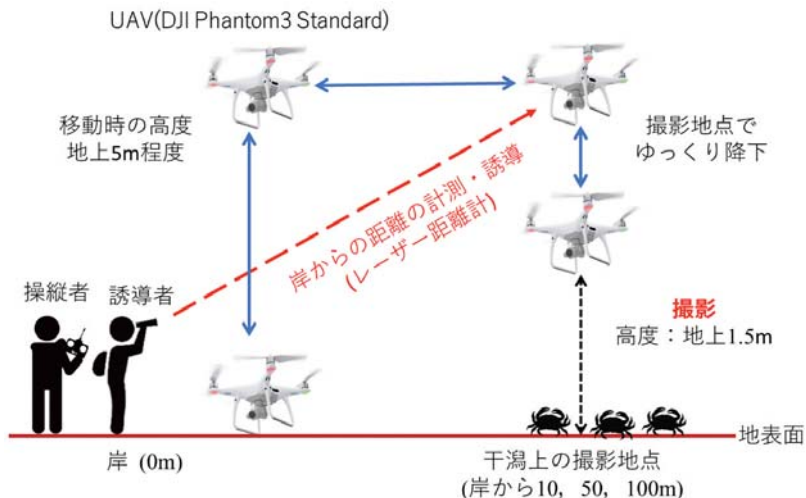 UAV(DJI Phantom3 Standard)
移動時の高度
地上5m程度
撮影地点で
ゆっくり降下
岸からの距離の計測・誘導
(レーザー距離計)
操縦者
誘導者
撮影
高度：地上1.5m
地表面
岸 (0m)
干潟上の撮影地点
(岸から10, 50, 100m)